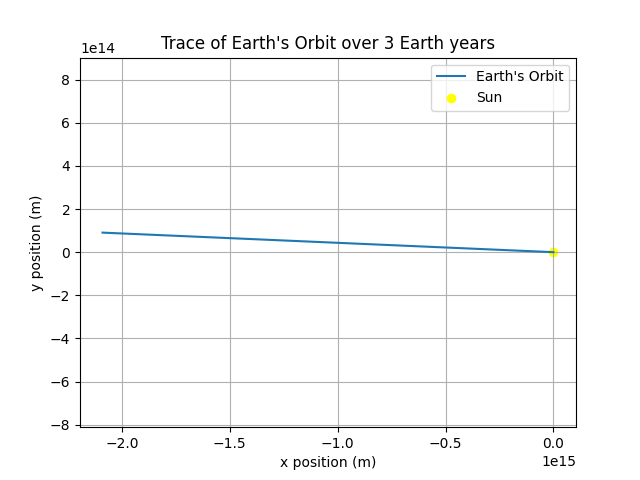 Trace of Earth's Orbit over 3 Earth years
1e14
Earth's Orbit
Sun
8
6
4
2
0
−2
−4
−6
−8
y position (m)
−2.0 −1.5 −1.0 −0.5 0.0
x position (m)
1e15